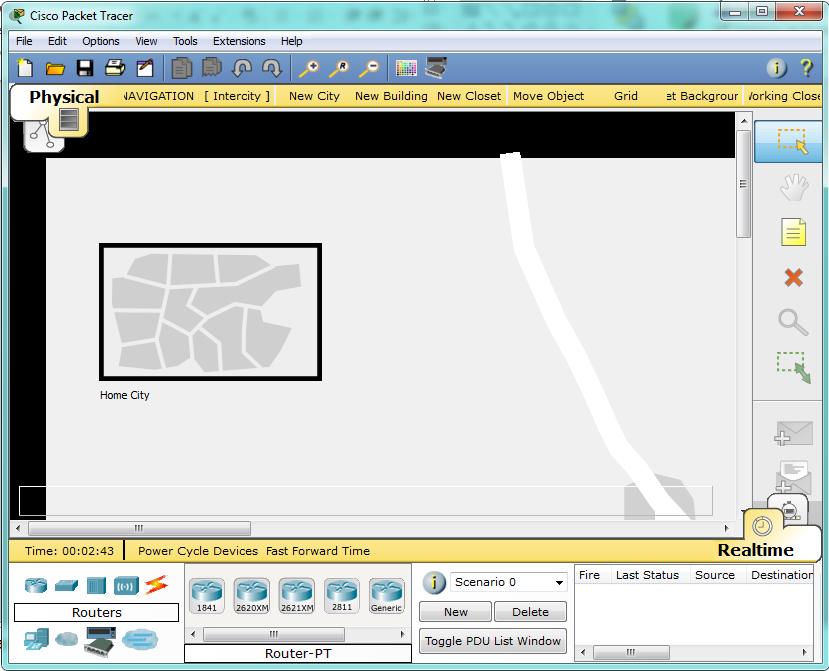 Cisco Packet Tracer
File Edit Options View Tools Extensions Help
Physical NAVIGATION [ Intercity ] New City New Building New Closet Move Object Grid et Backgroun Working Close
Home City
Time: 00:02:43 Power Cycle Devices Fast Forward Time
Realtime
Routers
1841 2620XM 2621XM 2811 Generic
Router-PT
Scenario 0
New Delete
Toggle PDU List Window
Fire Last Status Source Destination